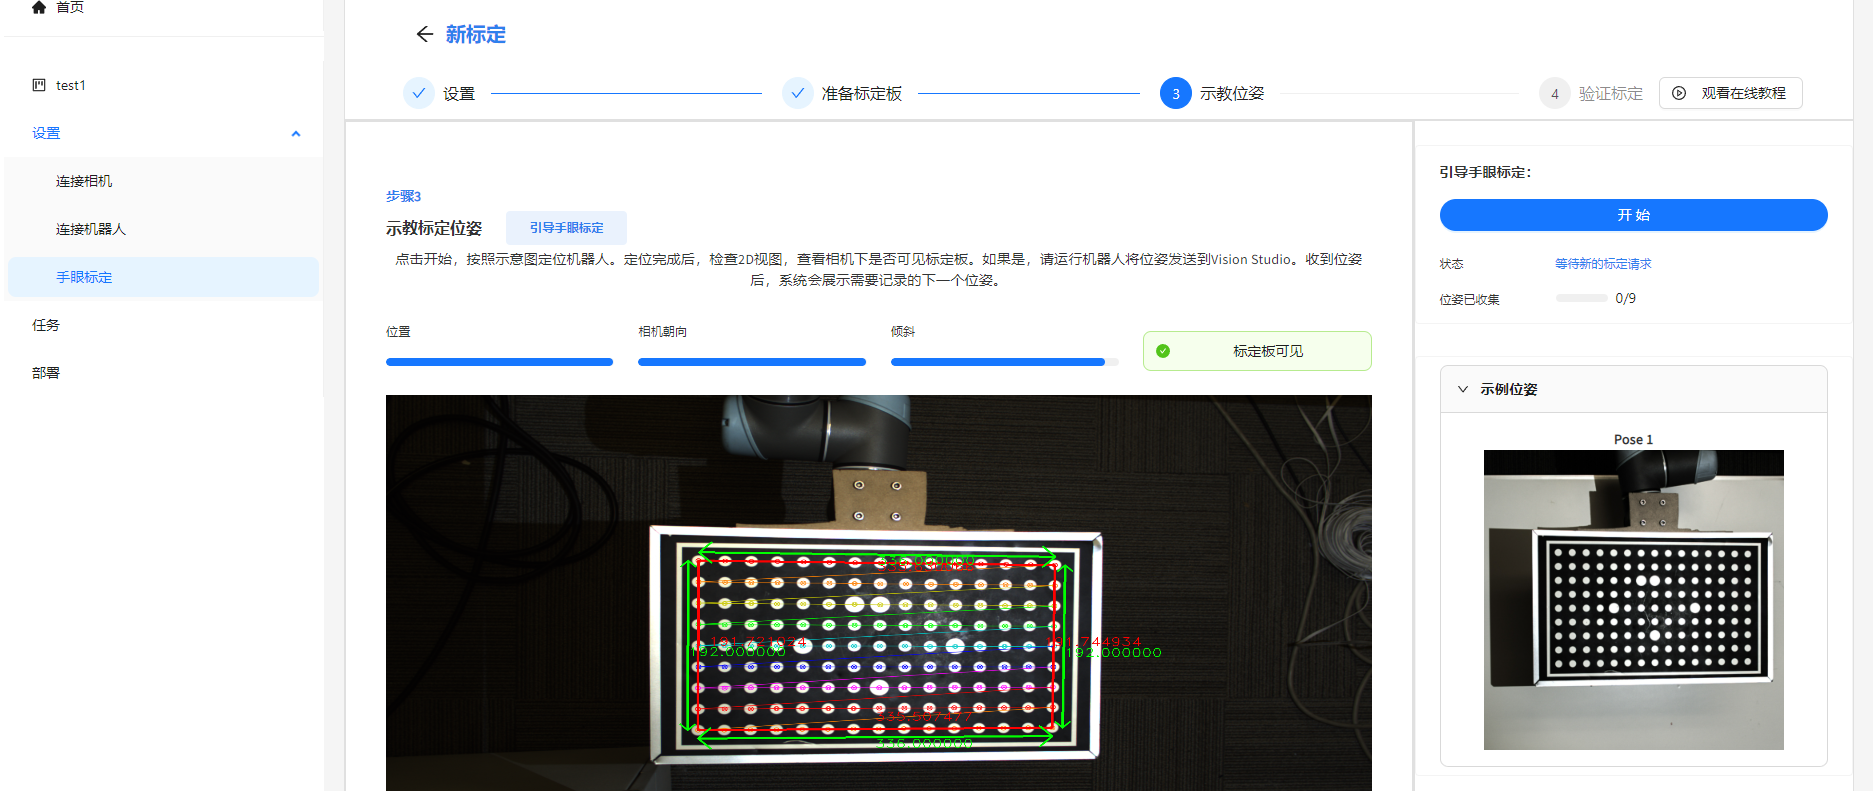 首页
新标定
test1
设置
准备标定板
3
示教位姿
4
验证标定
观看在线教程
设置
连接相机
连接机器人
手眼标定
任务
部署
步骤3
示教标定位姿
引导手眼标定
点击开始，按照示意图定位机器人。定位完成后，检查2D视图，查看相机下是否可见标定板。如果是，请运行机器人将位姿发送到Vision Studio。收到位姿
后，系统会展示需要记录的下一个位姿。
位置
相机朝向
倾斜
标定板可见
192.000000
191.744934
192.000000
335.507477
336.000000
引导手眼标定：
开 始
状态
等待新的标定请求
位姿已收集
0/9
示例位姿
Pose 1